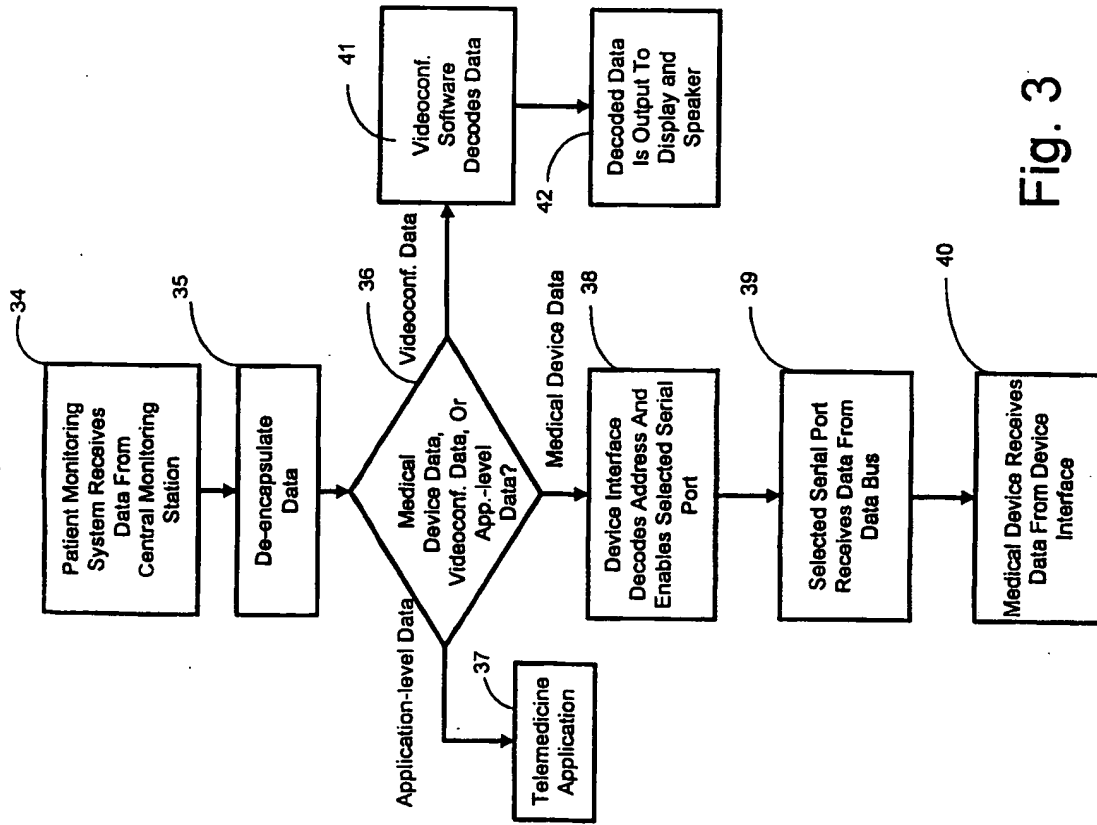 34
Patient Monitoring
System Receives
Data From
Central Monitoring
Station
35
De-encapsulate
Data
36
Medical
Device Data,
Videoconf. Data, Or
App.-level
Data?
Application-level Data
37
Telemedicine
Application
Medical Device Data
38
Device Interface
Decodes Address And
Enables Selected Serial
Port
39
Selected Serial Port
Receives Data From
Data Bus
40
Medical Device Receives
Data From Device
Interface
Videoconf. Data
41
Videoconf.
Software
Decodes Data
42
Decoded Data
Is Output To
Display and
Speaker
Fig. 3